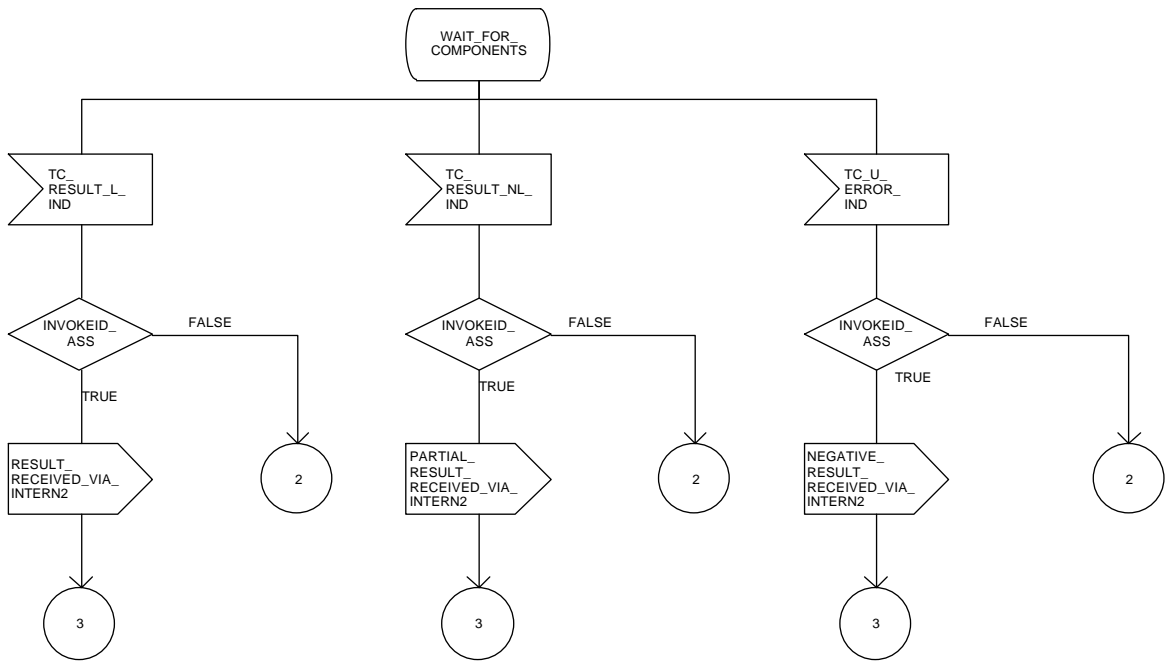 WAIT_FOR_
COMPONENTS
TC_
RESULT_L_
IND
TC_
RESULT_NL_
IND
TC_U_
ERROR_
IND
INVOKEID_
ASS
FALSE
INVOKEID_
ASS
FALSE
INVOKEID_
ASS
FALSE
TRUE
TRUE
TRUE
RESULT_
RECEIVED_VIA_
INTERN2
2
PARTIAL_
RESULT_
RECEIVED_VIA_
INTERN2
2
NEGATIVE_
RESULT_
RECEIVED_VIA_
INTERN2
2
3
3
3